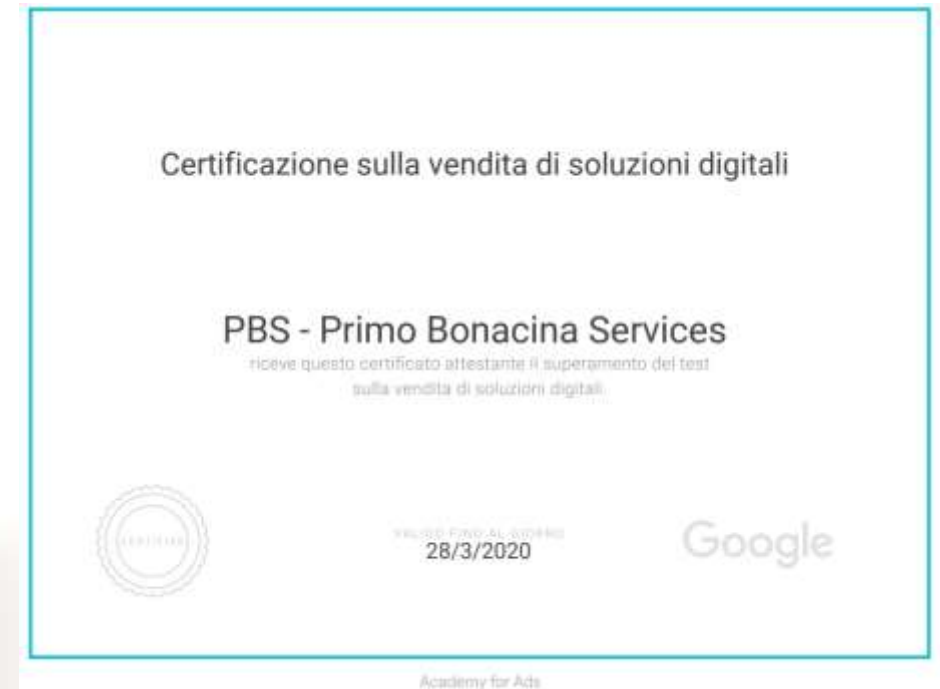 Certificazione sulla vendita di soluzioni digitali
PBS - Primo Bonacina Services
riceve questo certificato attestante il superamento del test
sulla vendita di soluzioni digitali.
CERTIFIED
VALIDO FINO AL GIORNO
28/3/2020
Google
Academy for Ads